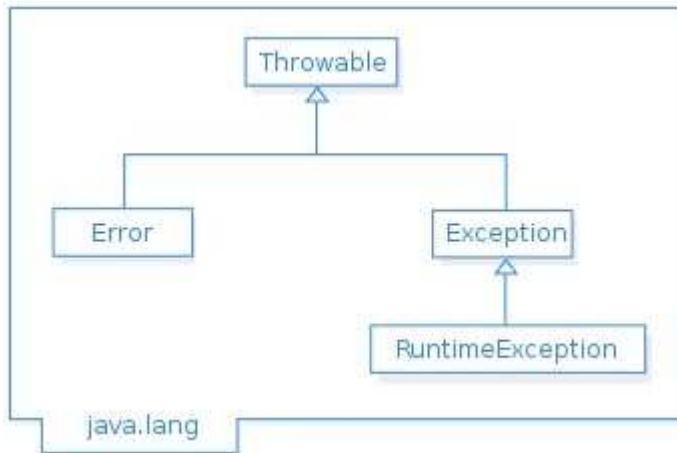 Throwable
Error
Exception
RuntimeException
java.lang